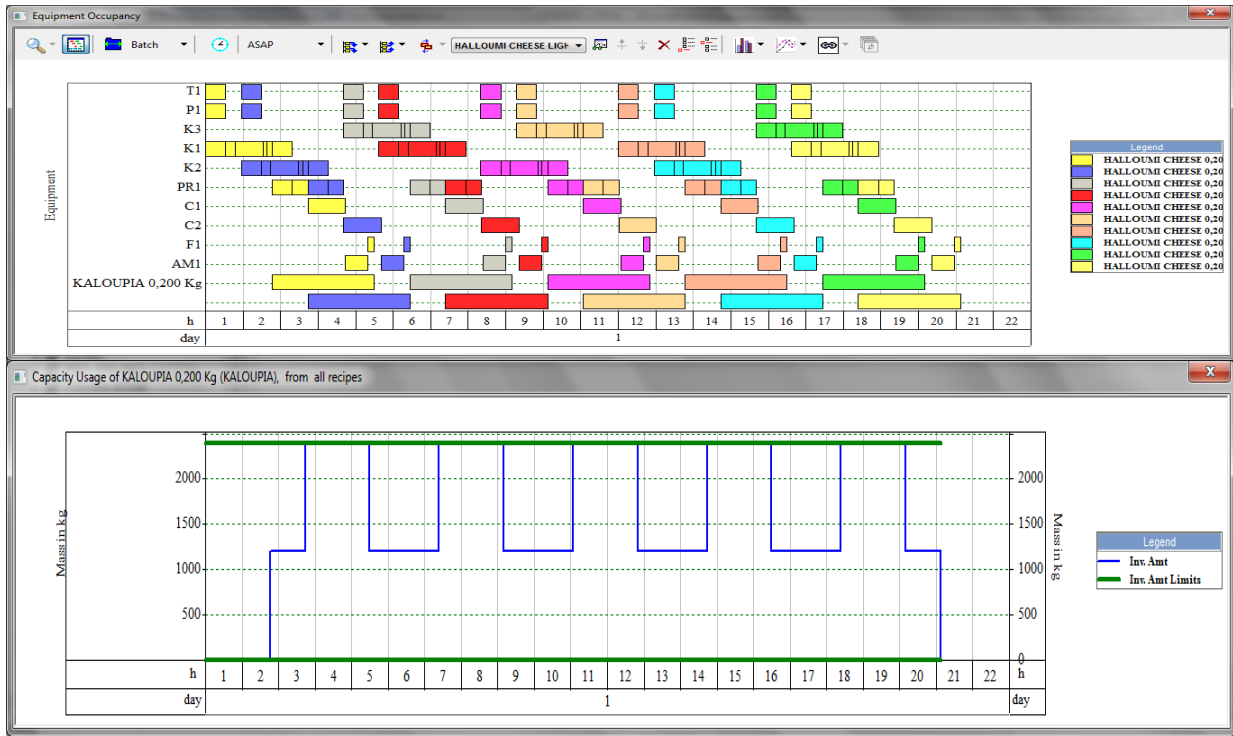 Equipment Occupancy
Batch ASAP HALLOUMI CHEESE LIGH
Equipment
T1
P1
K3
K1
K2
PR1
C1
C2
F1
AM1
KALOUPIA 0,200 Kg
h 1 2 3 4 5 6 7 8 9 10 11 12 13 14 15 16 17 18 19 20 21 22
day 1
Legend
HALLOUMI CHEESE 0,20
HALLOUMI CHEESE 0,20
HALLOUMI CHEESE 0,20
HALLOUMI CHEESE 0,20
HALLOUMI CHEESE 0,20
HALLOUMI CHEESE 0,20
HALLOUMI CHEESE 0,20
HALLOUMI CHEESE 0,20
HALLOUMI CHEESE 0,20
HALLOUMI CHEESE 0,20
Capacity Usage of KALOUPIA 0,200 Kg (KALOUPIA), from all recipes
Mass in kg
2000 2000
1500 1500
1000 1000
500 500
0
Mass in kg
h 1 2 3 4 5 6 7 8 9 10 11 12 13 14 15 16 17 18 19 20 21 22 h
day 1 day
Legend
Inv. Amt
Inv. Amt Limits